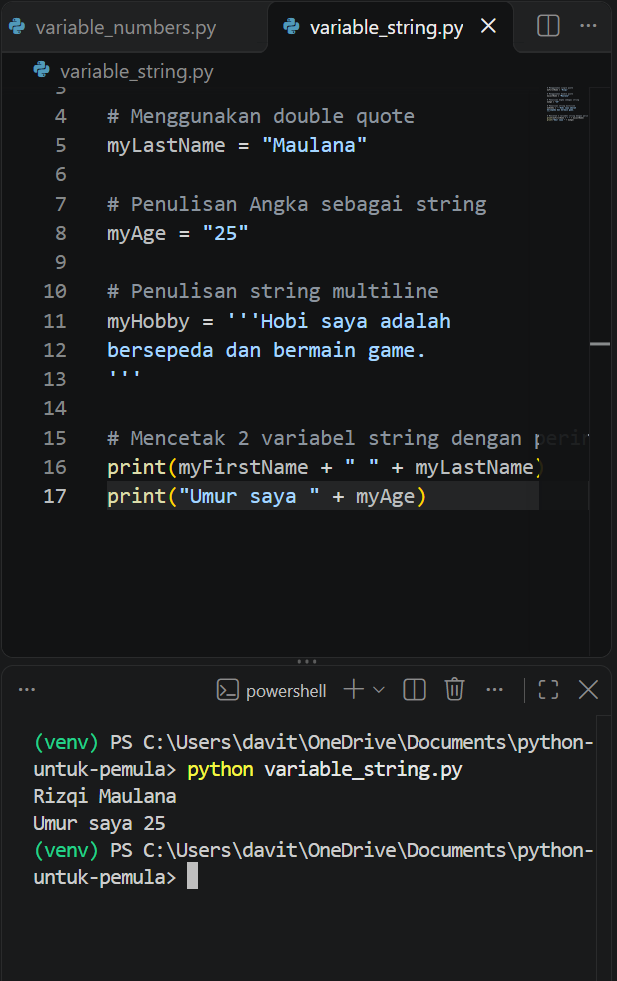 variable_numbers.py
variable_string.py
variable_string.py
3
4 # Menggunakan double quote
5 myLastName = "Maulana"
6
7 # Penulisan Angka sebagai string
8 myAge = "25"
9
10 # Penulisan string multiline
11 myHobby = '''Hobi saya adalah
12 bersepeda dan bermain game.
13 '''
14
15 # Mencetak 2 variabel string dengan
16 print(myFirstName + " " + myLastName)
17 print("Umur saya " + myAge)
powershell
(venv) PS C:\Users\davit\OneDrive\Documents\python-
untuk-pemula> python variable_string.py
Rizqi Maulana
Umur saya 25
(venv) PS C:\Users\davit\OneDrive\Documents\python-
untuk-pemula>